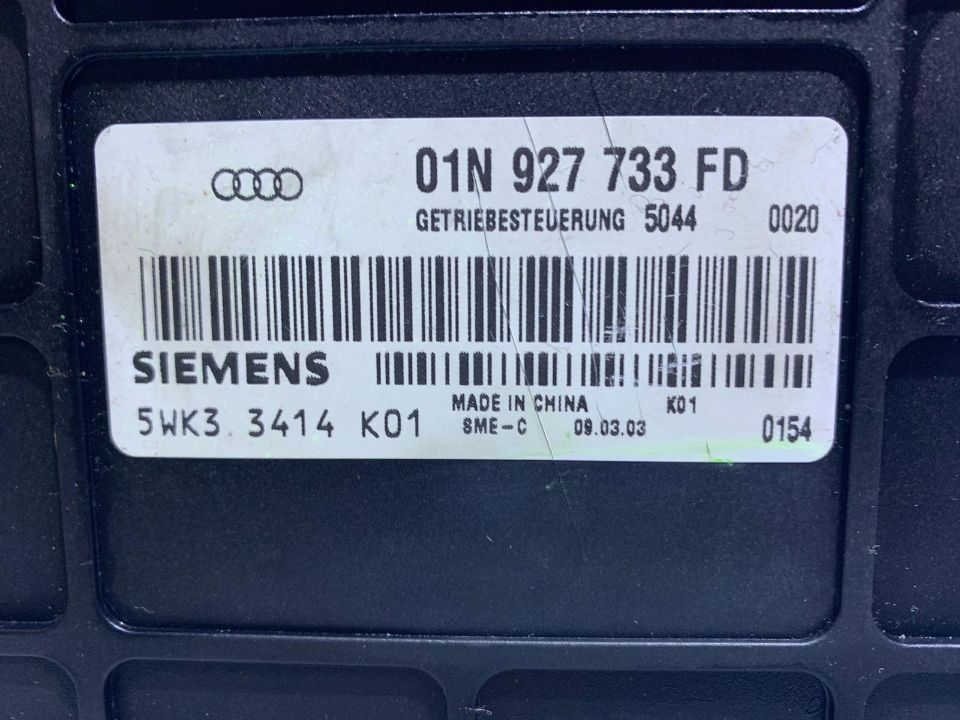 01N 927 733 FD
GETRIEBESTEUERUNG 5044 0020
SIEMENS
5WK3 3414 K01
MADE IN CHINA K01
SME-C 09.03.03
0154